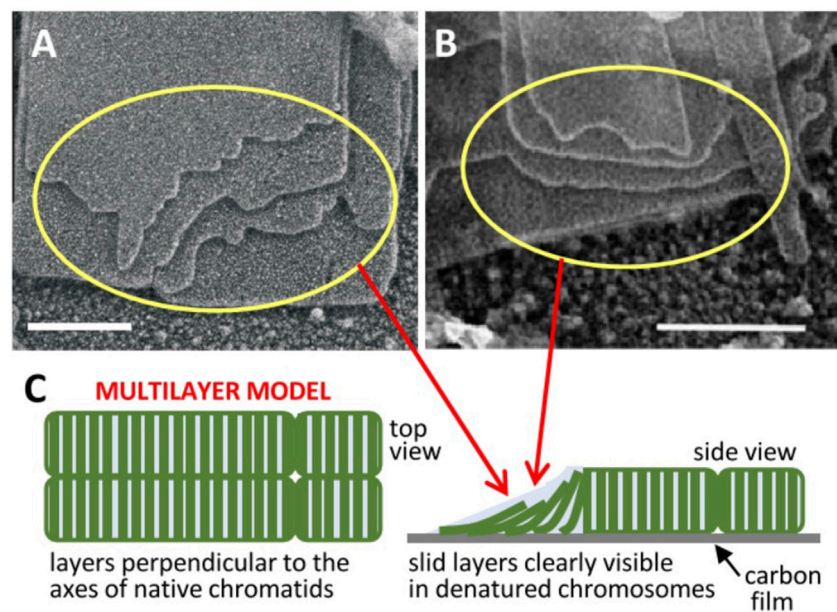 A
B
C
MULTILAYER MODEL
top
view
layers perpendicular to the
axes of native chromatids
side view
slid layers clearly visible
in denatured chromosomes
carbon
film